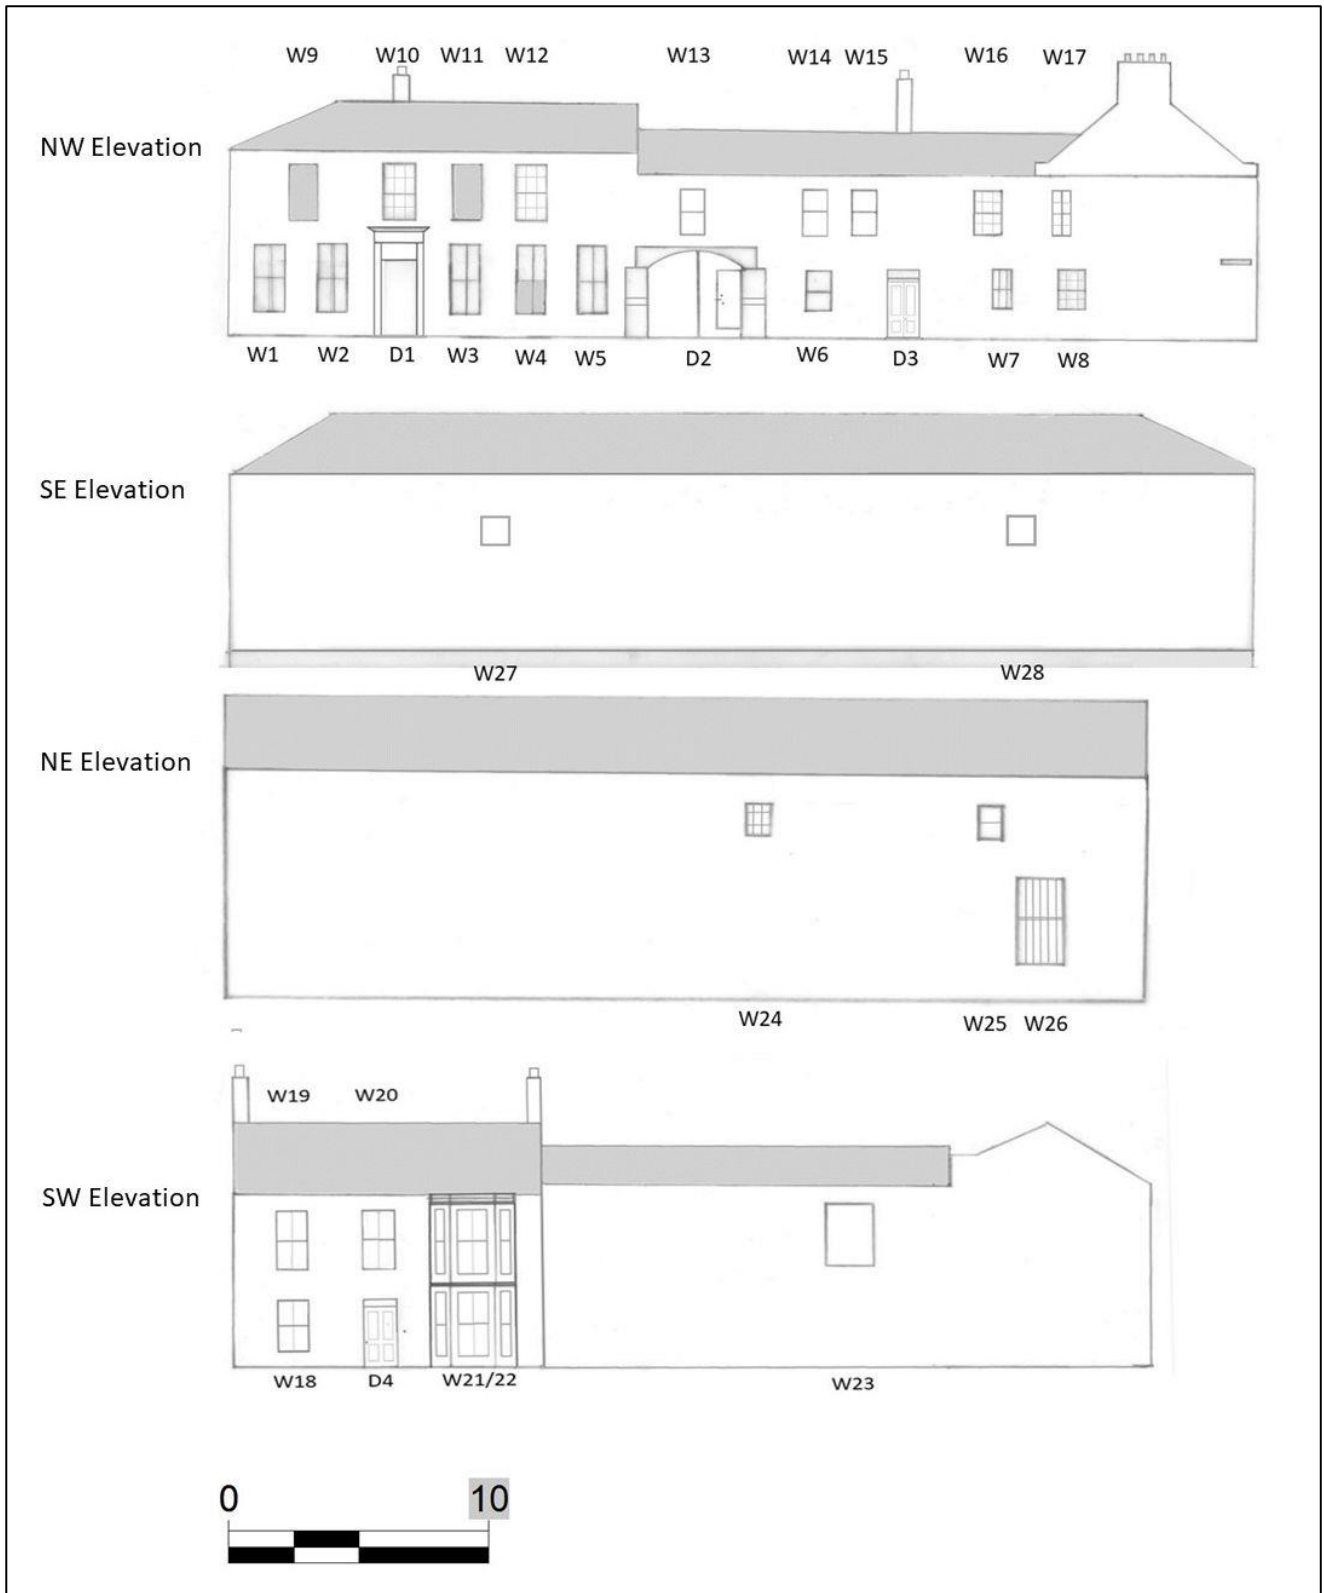 W9 W10 W11 W12 W13 W14 W15 W16 W17
NW Elevation
W1 W2 D1 W3 W4 W5 D2 W6 D3 W7 W8
SE Elevation
W27 W28
NE Elevation
W24 W25 W26
W19 W20
SW Elevation
W18 D4 W21/22 W23
0 10